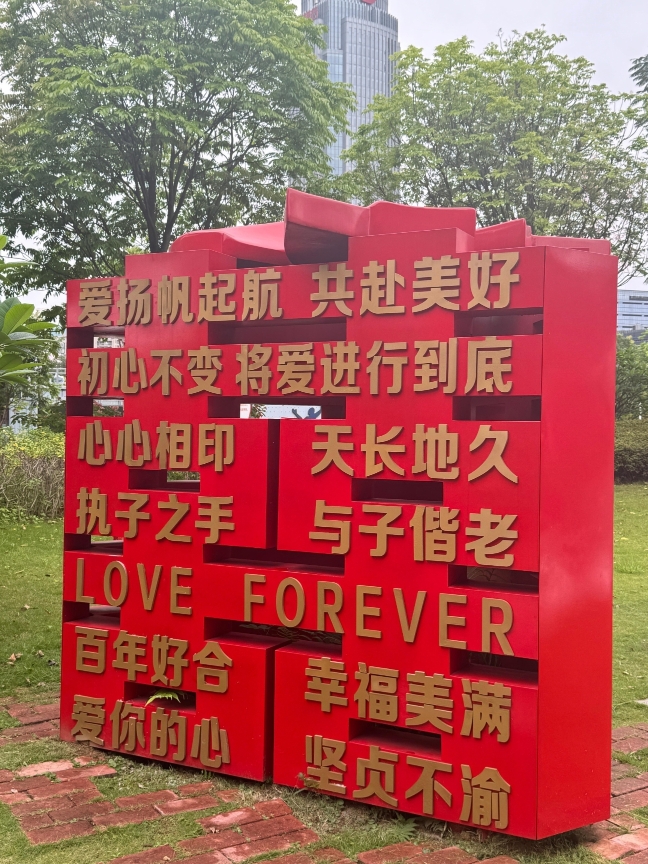 爱扬帆起航 共赴美好
初心不变 将爱进行到底
心心相印 天长地久
执子之手 与子偕老
LOVE FOREVER
百年好合 幸福美满
爱你的心 坚贞不渝